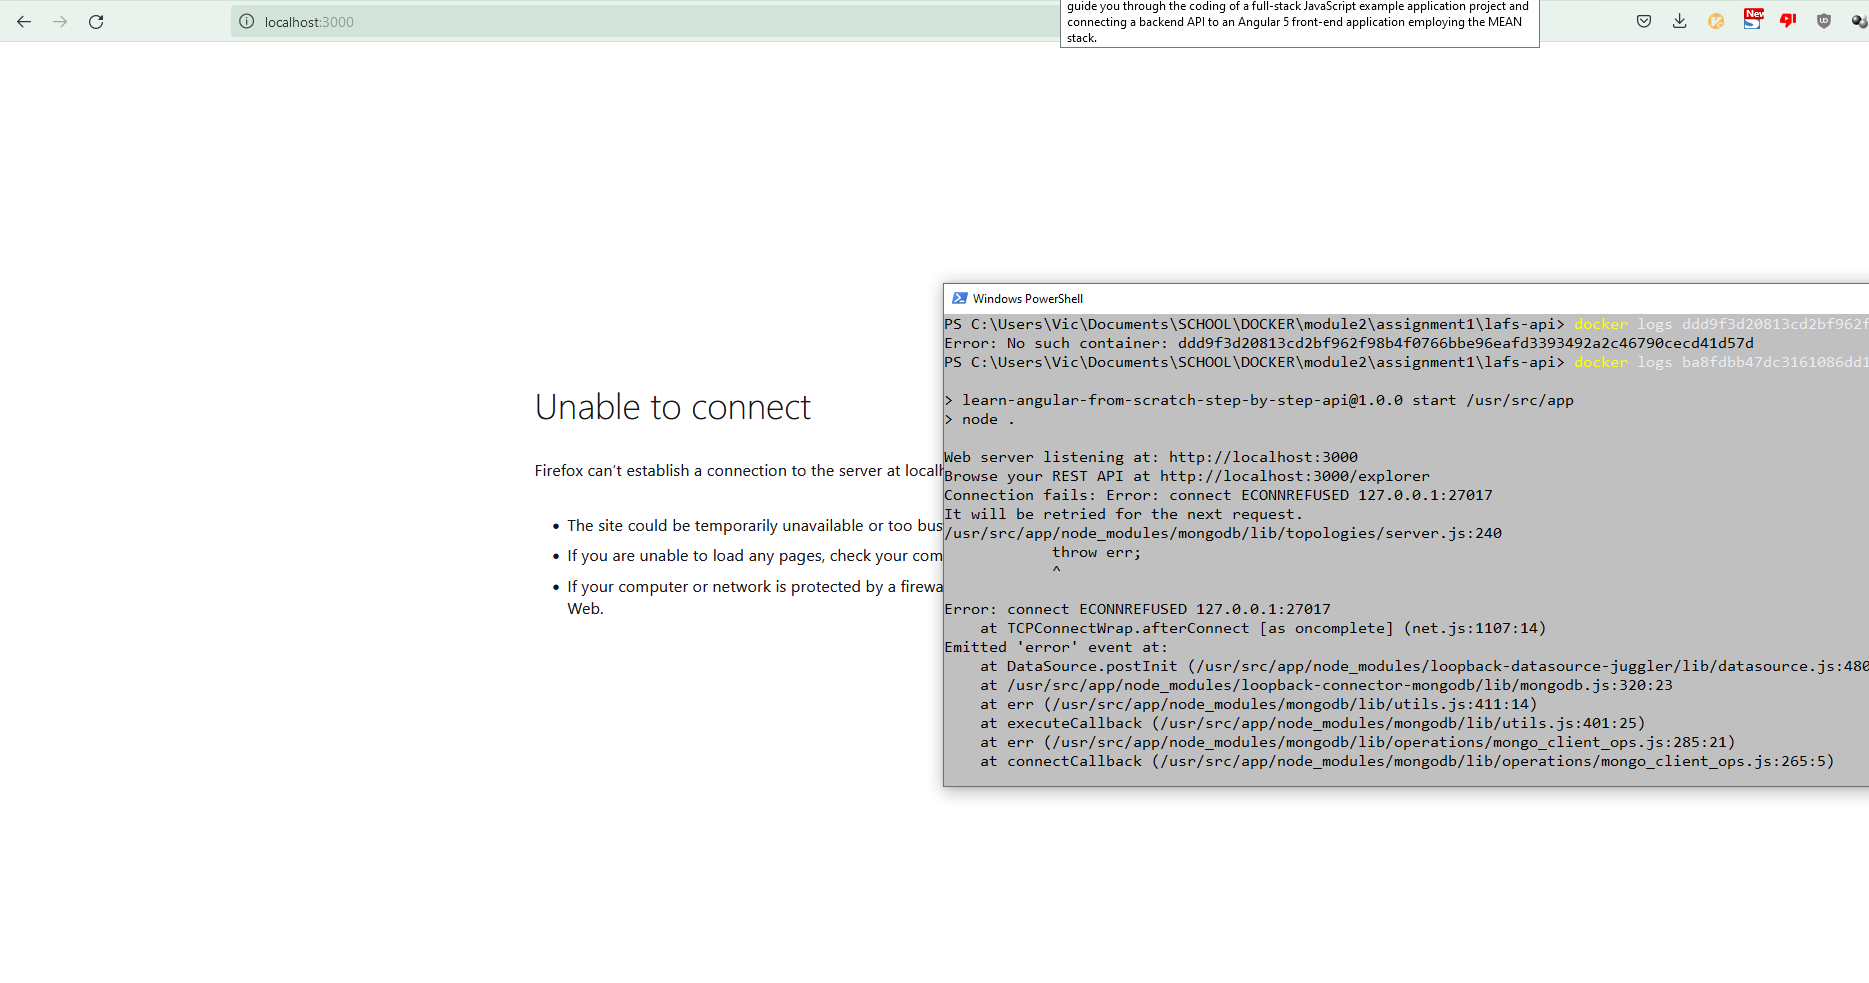 localhost:3000
guide you through the coding of a full-stack JavaScript example application project and
connecting a backend API to an Angular 5 front-end application employing the MEAN
stack.
New
Unable to connect
Firefox can’t establish a connection to the server at
The site could be temporarily unavailable or too
If you are unable to load any pages, check your
If your computer or network is protected by a
Web.
Windows PowerShell
PS C:\Users\Vic\Documents\SCHOOL\DOCKER\module2\assignment1\lafs-api> docker logs ddd9f3d20813cd2bf962f
Error: No such container: ddd9f3d20813cd2bf962f98b4f0766bbe96eafd3393492a2c46790cecd41d57d
PS C:\Users\Vic\Documents\SCHOOL\DOCKER\module2\assignment1\lafs-api> docker logs ba8fdbb47dc3161086dd1
> learn-angular-from-scratch-step-by-step-api@1.0.0 start /usr/src/app
> node .
Web server listening at: http://localhost:3000
Browse your REST API at http://localhost:3000/explorer
Connection fails: Error: connect ECONNREFUSED 127.0.0.1:27017
It will be retried for the next request.
/usr/src/app/node_modules/mongodb/lib/topologies/server.js:240
throw err;
^
Error: connect ECONNREFUSED 127.0.0.1:27017
at TCPConnectWrap.afterConnect [as oncomplete] (net.js:1107:14)
Emitted 'error' event at:
at DataSource.postInit (/usr/src/app/node_modules/loopback-datasource-juggler/lib/datasource.js:480
at /usr/src/app/node_modules/loopback-connector-mongodb/lib/mongodb.js:320:23
at err (/usr/src/app/node_modules/mongodb/lib/utils.js:411:14)
at executeCallback (/usr/src/app/node_modules/mongodb/lib/utils.js:401:25)
at err (/usr/src/app/node_modules/mongodb/lib/operations/mongo_client_ops.js:285:21)
at connectCallback (/usr/src/app/node_modules/mongodb/lib/operations/mongo_client_ops.js:265:5)